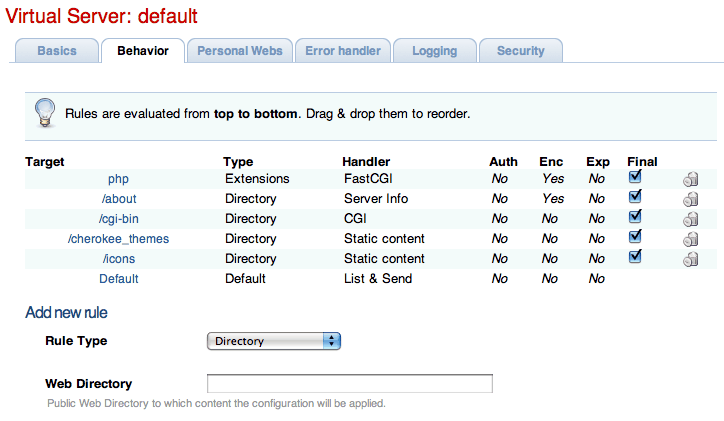 Virtual Server: default
Basics Behavior Personal Webs Error handler Logging Security
Rules are evaluated from top to bottom. Drag & drop them to reorder.
Target Type Handler Auth Enc Exp Final
php Extensions FastCGI No Yes No
/about Directory Server Info No Yes No
/cgi-bin Directory CGI No No No
/cherokee_themes Directory Static content No No No
/icons Directory Static content No No No
Default Default List & Send No No No
Add new rule
Rule Type Directory
Web Directory
Public Web Directory to which content the configuration will be applied.